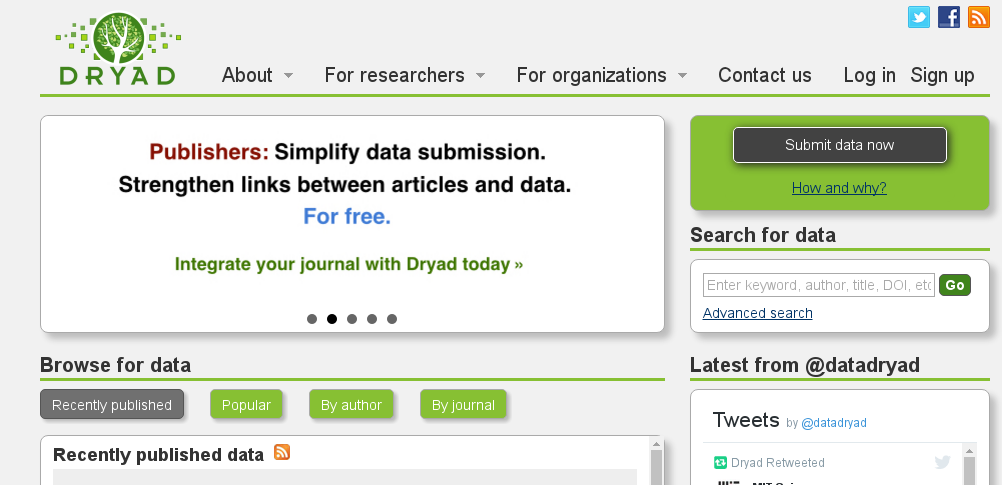 DRYAD
About
For researchers
For organizations
Contact us
Log in
Sign up
Publishers: Simplify data submission.
Strengthen links between articles and data.
For free.
Integrate your journal with Dryad today »
Submit data now
How and why?
Search for data
Enter keyword, author, title, DOI, etc
Go
Advanced search
Browse for data
Recently published
Popular
By author
By journal
Recently published data
Latest from @datadryad
Tweets by @datadryad
Dryad Retweeted